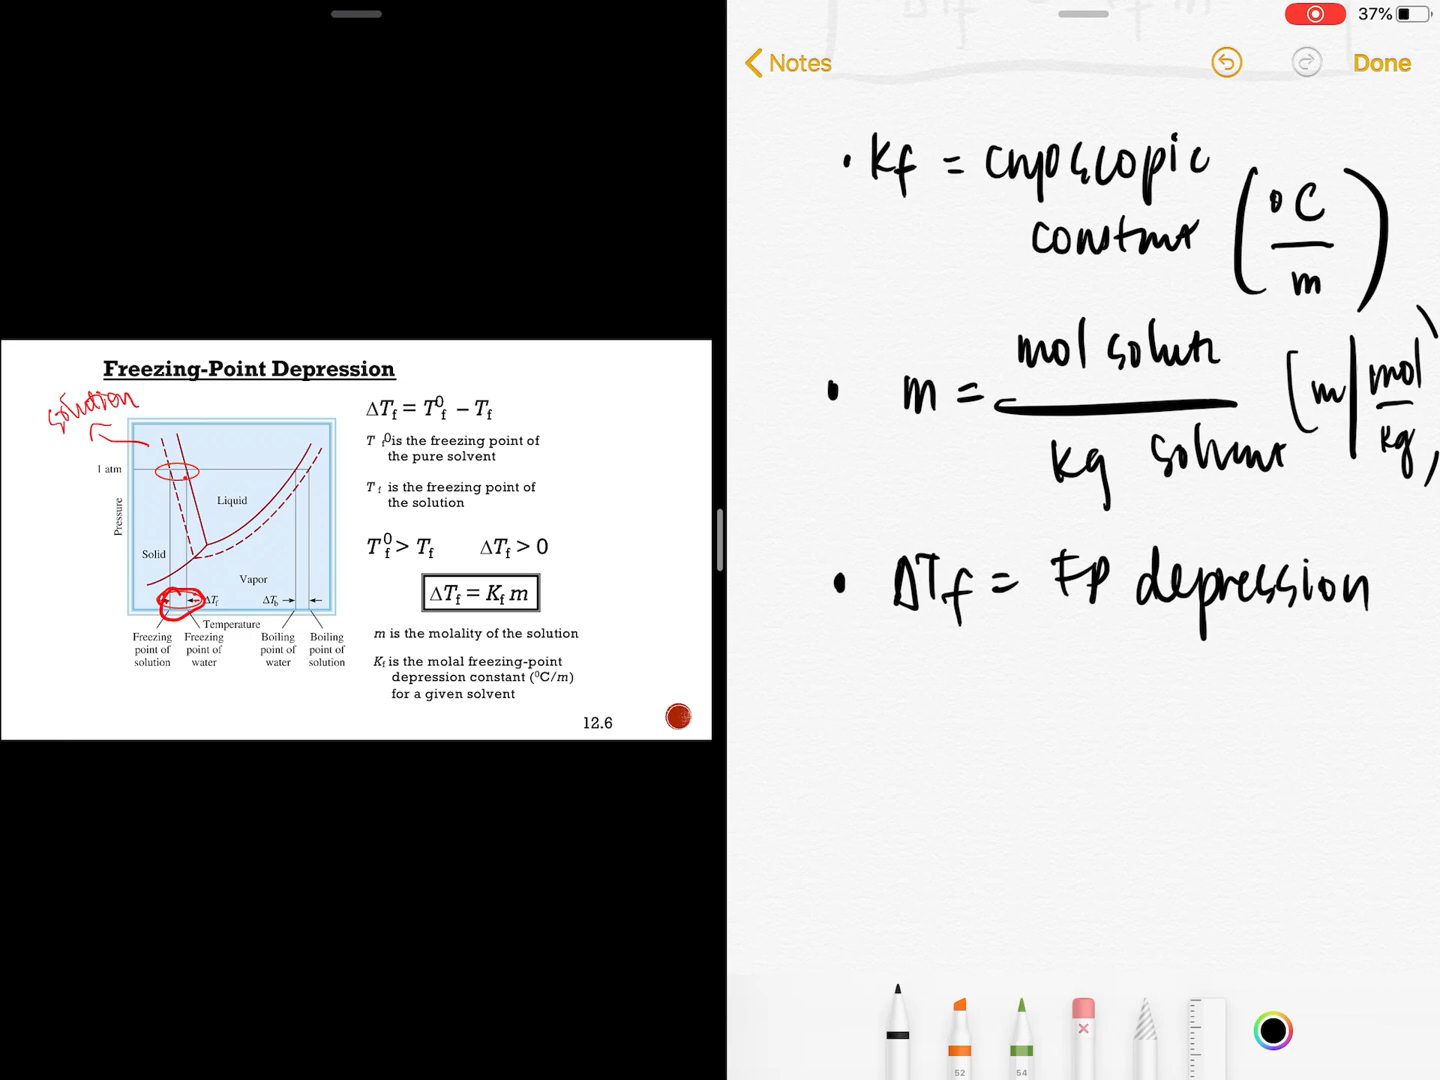 37%
Notes
Done
Freezing-Point Depression
solution
1 atm
Pressure
Liquid
Solid
Vapor
ΔTf
ΔTb
Temperature
Freezing point of solution
Freezing point of water
Boiling point of water
Boiling point of solution
ΔTf = T⁰f − Tf
T f⁰ is the freezing point of
the pure solvent
T f is the freezing point of
the solution
T⁰f > Tf ΔTf > 0
ΔTf = Kf m
m is the molality of the solution
Kf is the molal freezing-point
depression constant (⁰C/m)
for a given solvent
12.6
• Kf = cryoscopic
constant (°C/m)
• m = mol solute / kg solvent (m | mol/kg)
• ΔTf = FP depression
52
54